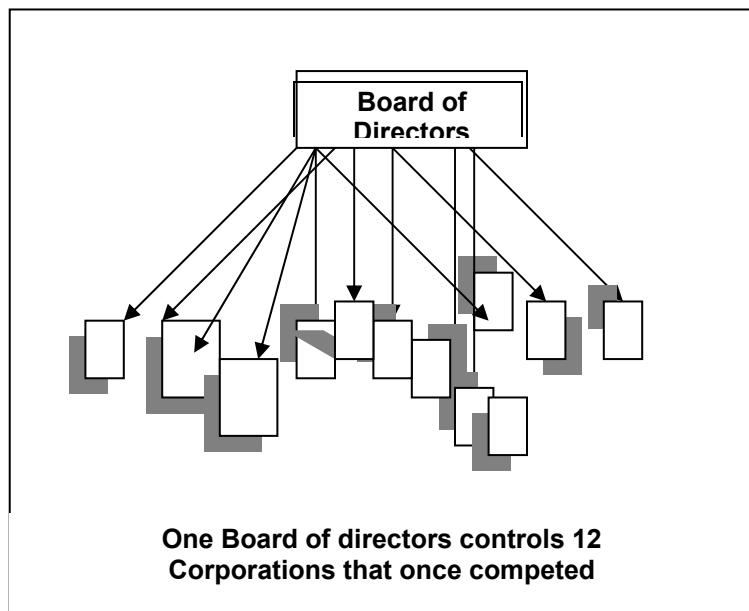 Board of
Directors
One Board of directors controls 12
Corporations that once competed